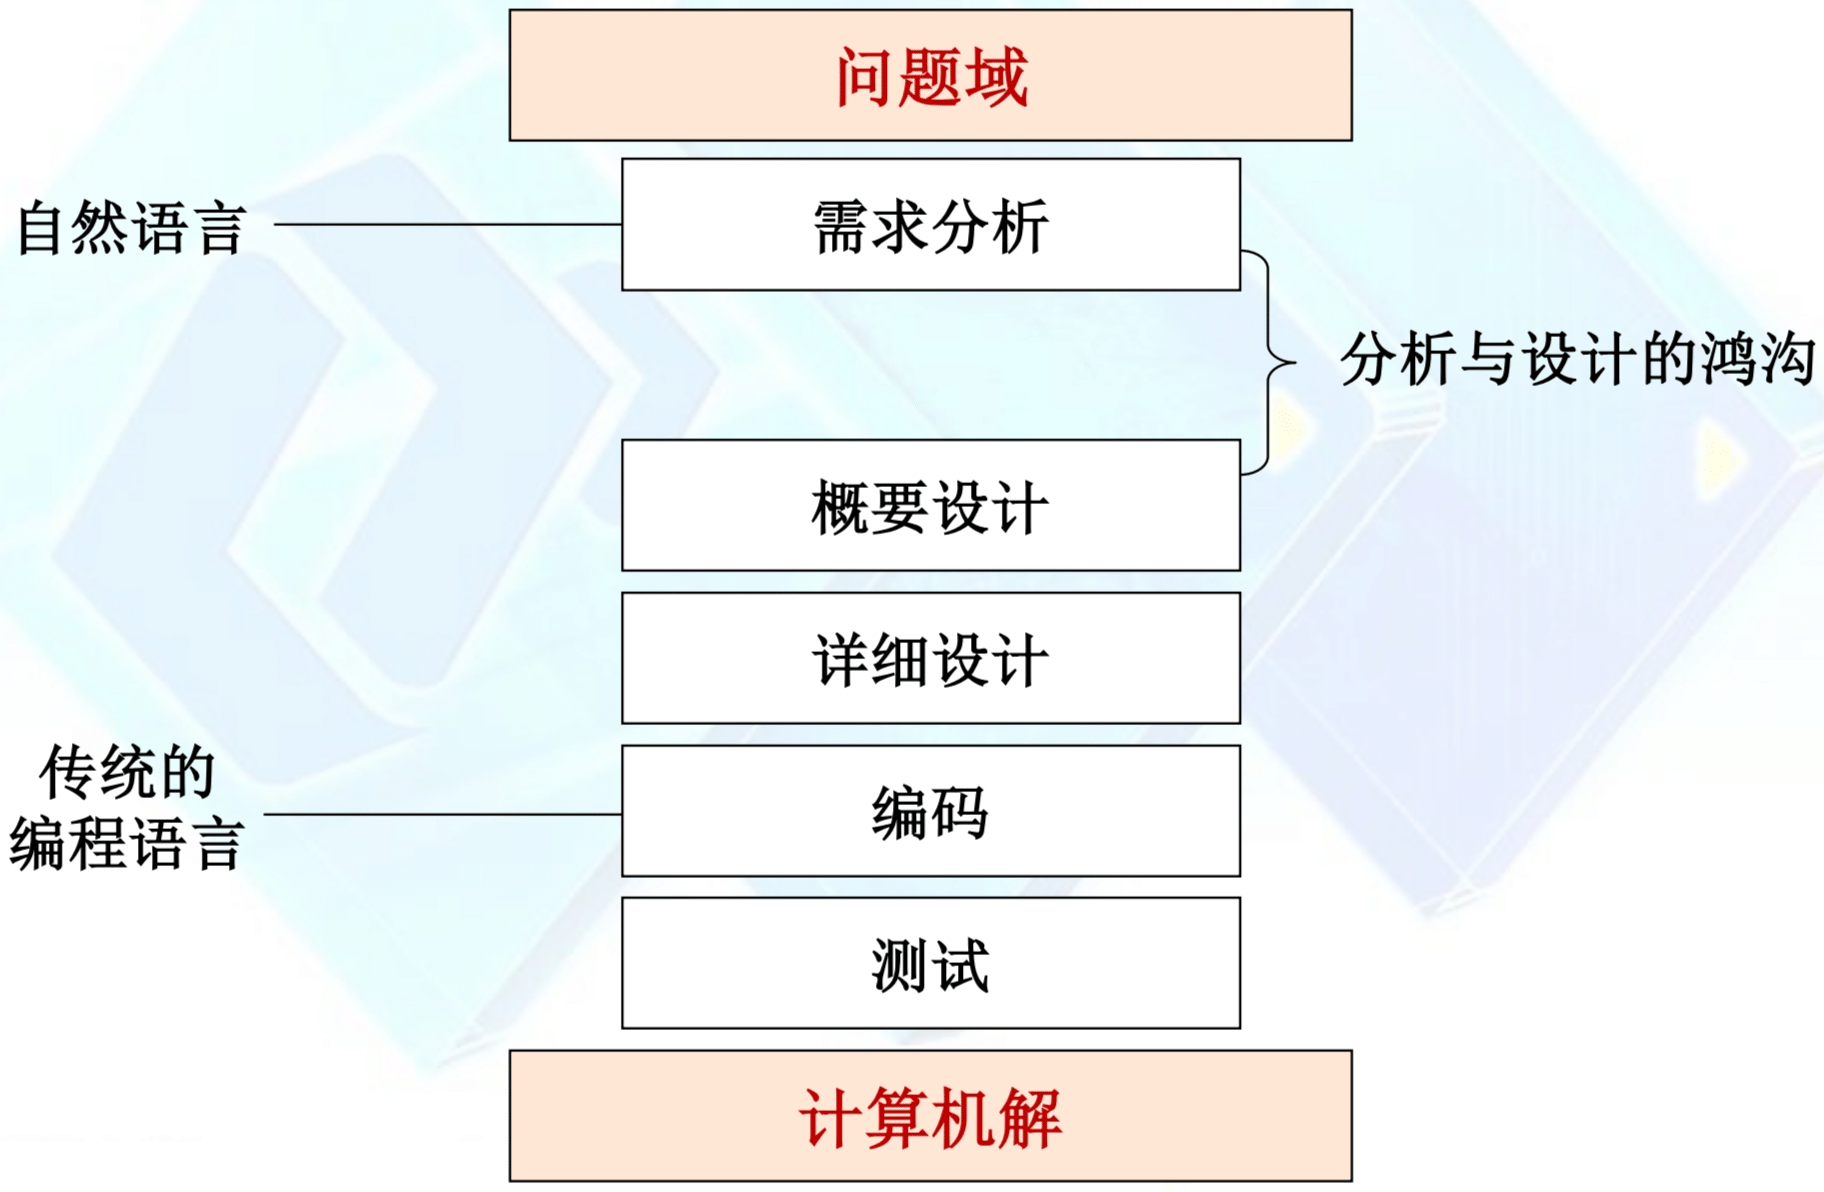 问题域
自然语言
需求分析
分析与设计的鸿沟
概要设计
详细设计
传统的
编程语言
编码
测试
计算机解